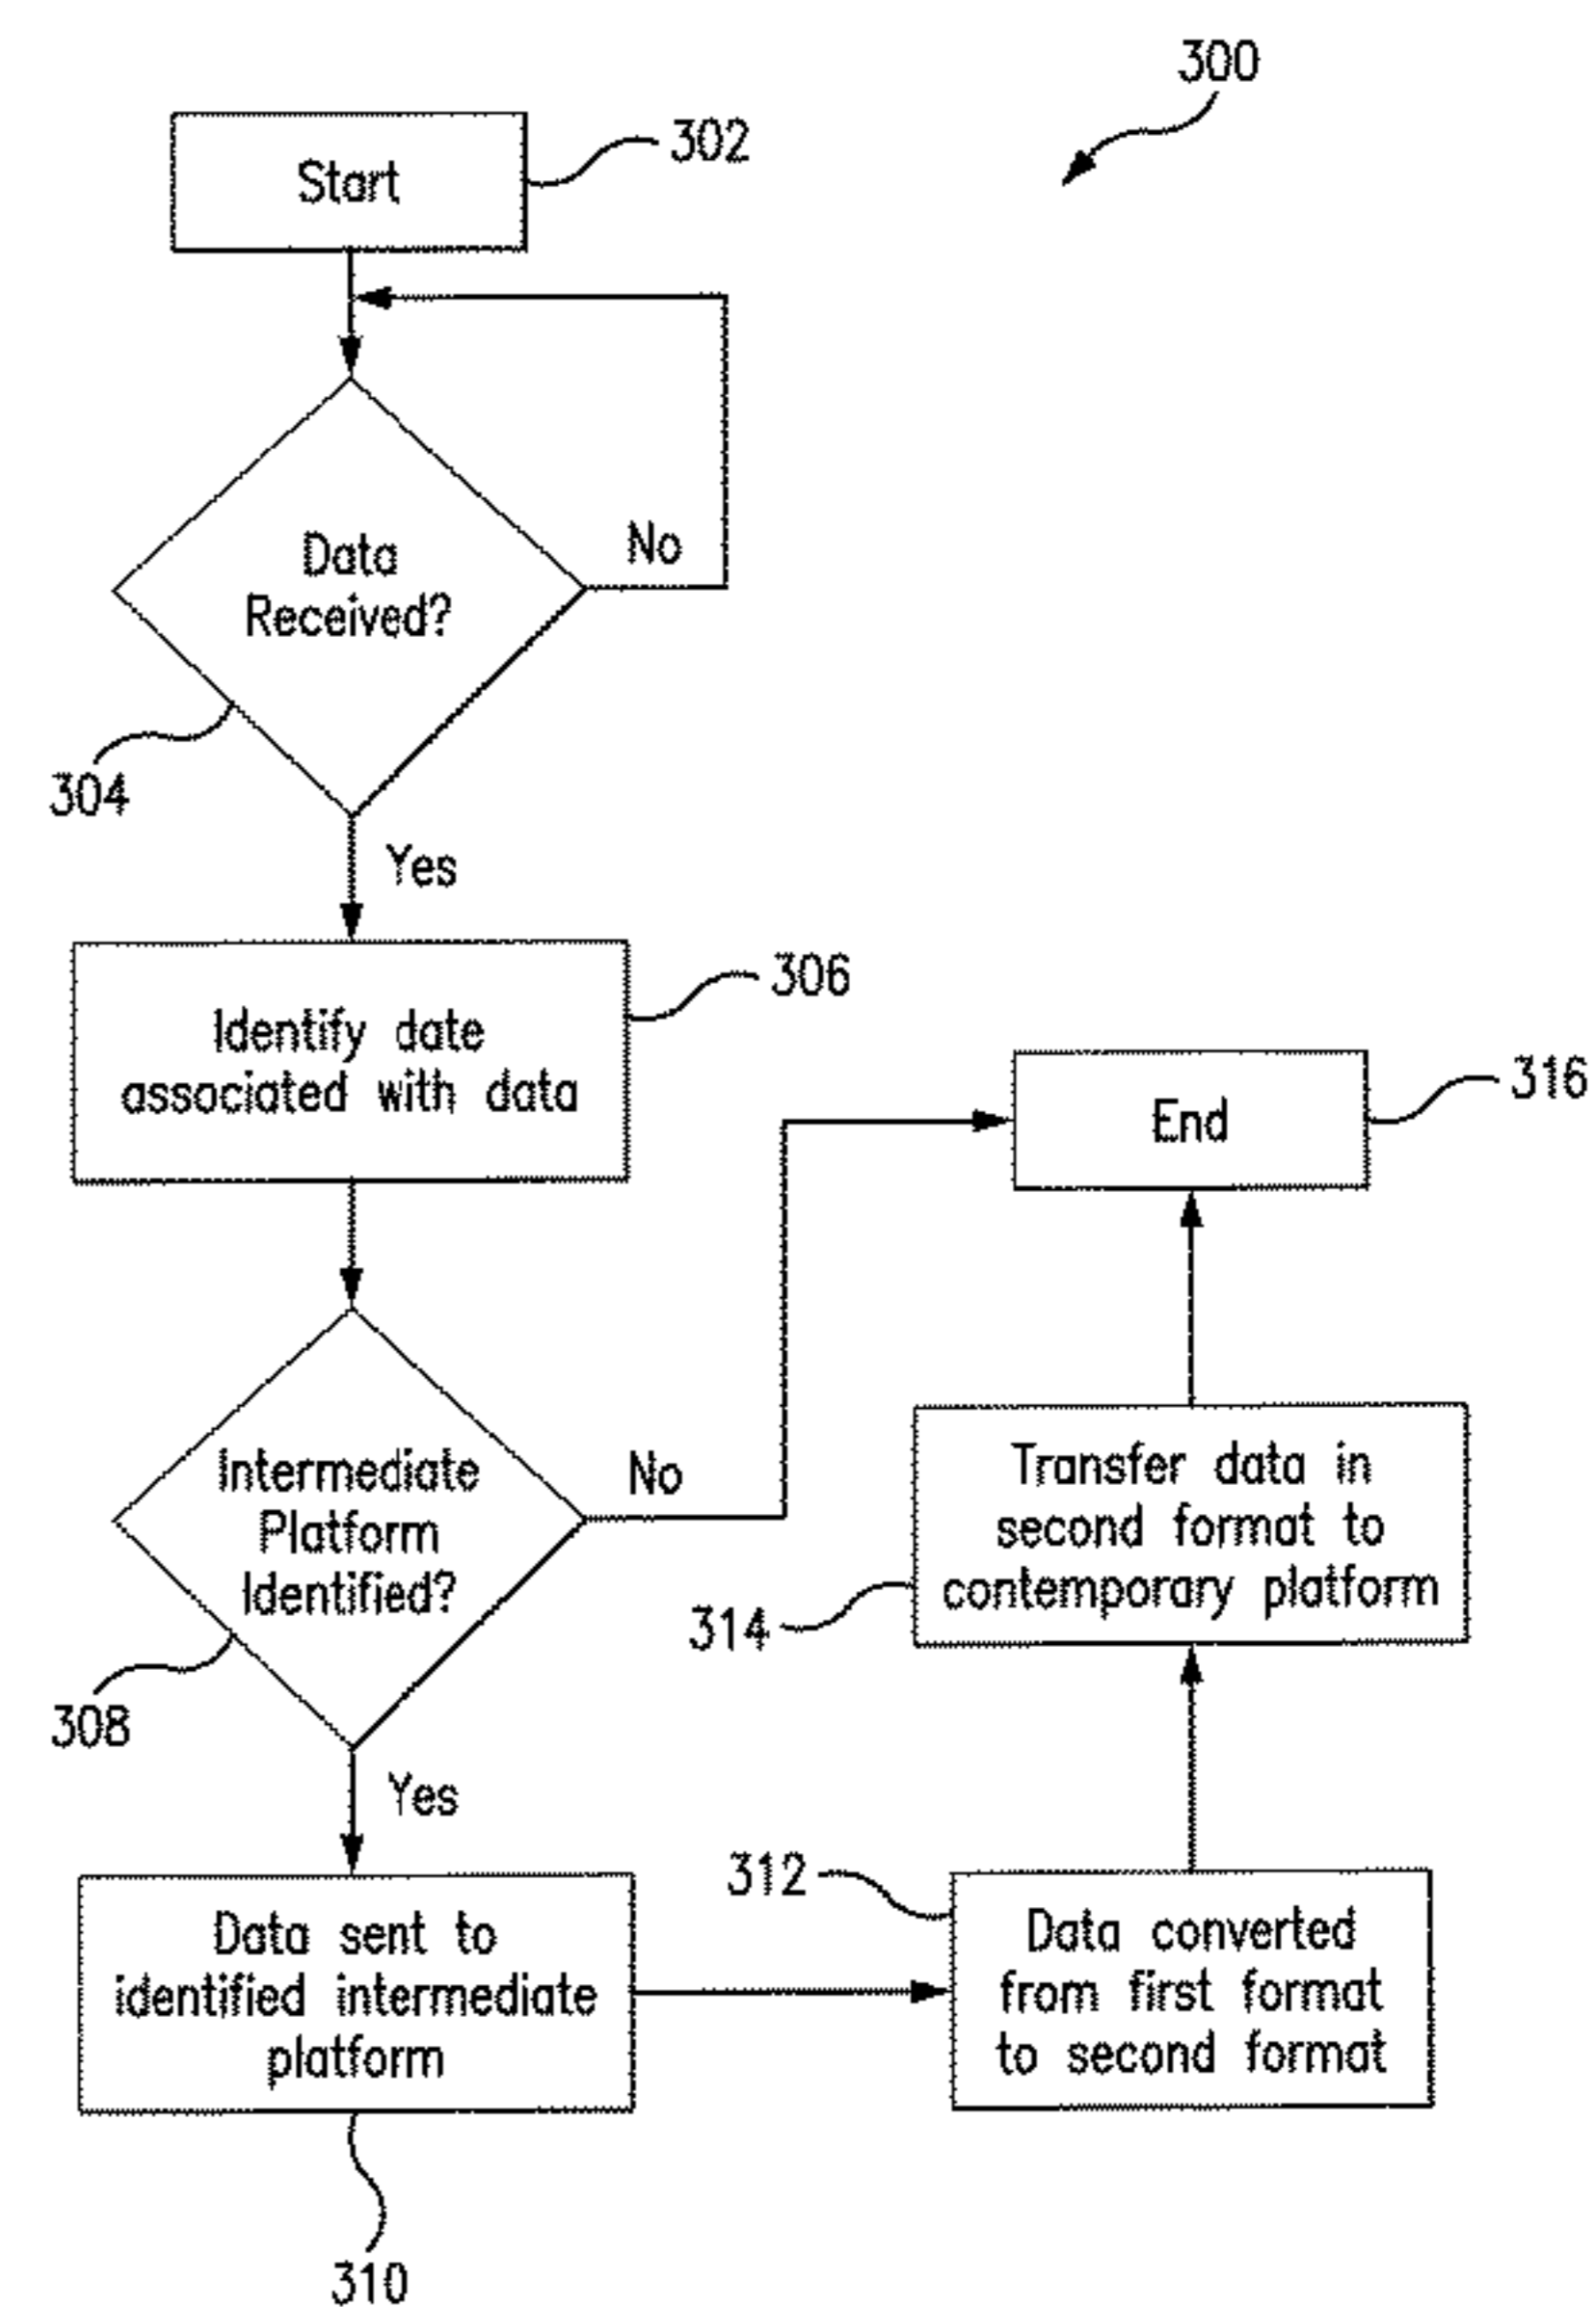 300
Start
302
Data
Received?
No
304
Yes
Identify date
associated with data
306
End
316
Intermediate
Platform
Identified?
No
308
Yes
Transfer data in
second format to
contemporary platform
314
Data sent to
identified intermediate
platform
310
312
Data converted
from first format
to second format